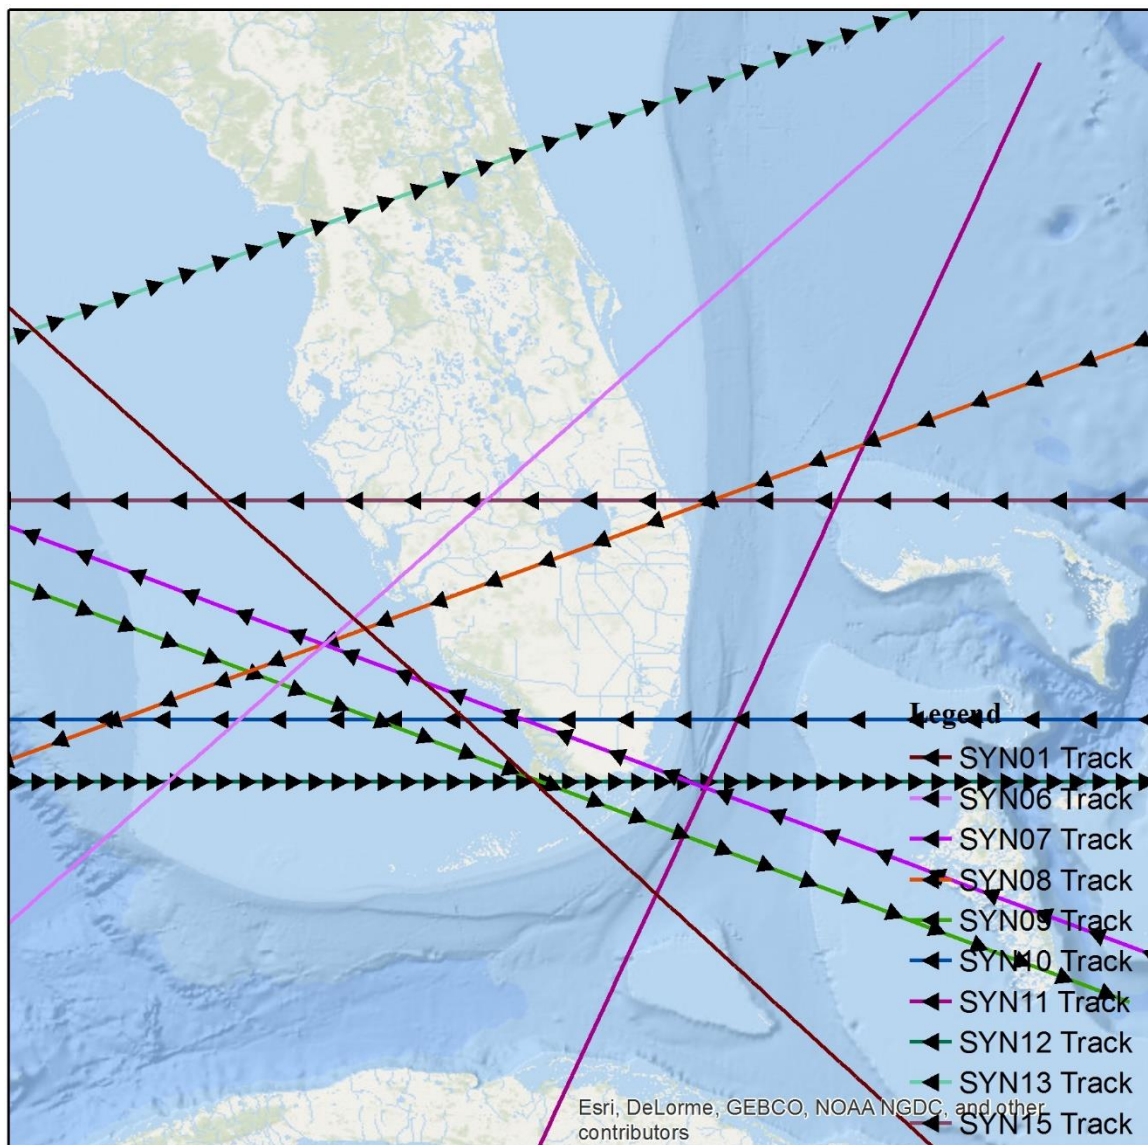 Legend
SYN01 Track
SYN06 Track
SYN07 Track
SYN08 Track
SYN09 Track
SYN10 Track
SYN11 Track
SYN12 Track
SYN13 Track
SYN15 Track
Esri, DeLorme, GEBCO, NOAA NGDC, and other
contributors